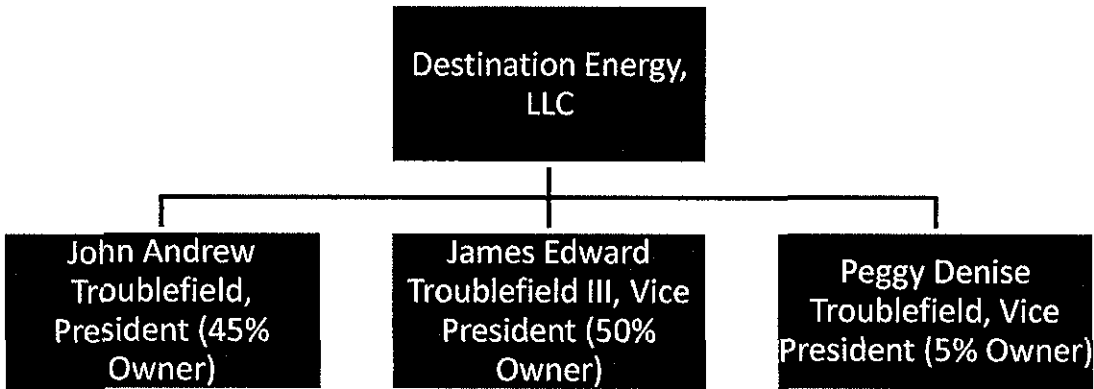 Destination Energy,
LLC
John Andrew
Troublefield,
President (45%
Owner)
James Edward
Troublefield III, Vice
President (50%
Owner)
Peggy Denise
Troublefield, Vice
President (5% Owner)